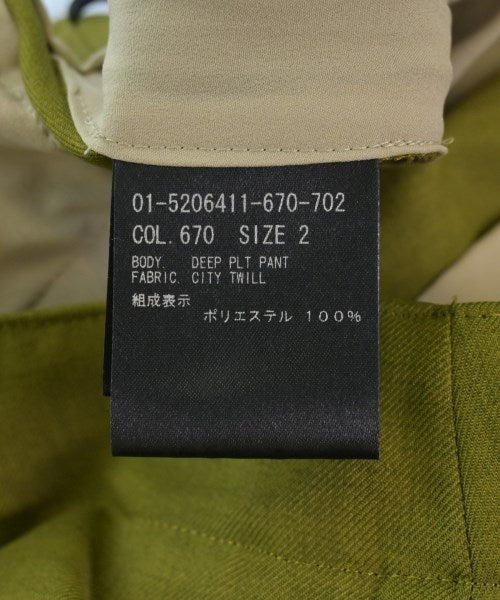 01-5206411-670-702
COL. 670 SIZE 2
BODY. DEEP PLT PANT
FABRIC. CITY TWILL
組成表示
ポリエステル 100%